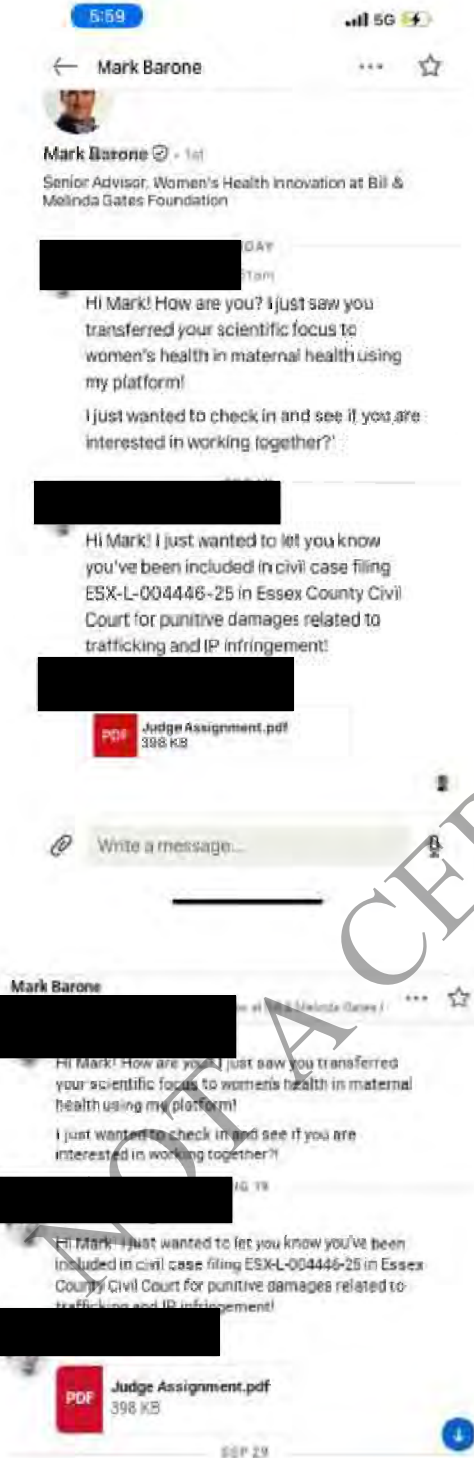 5:59
5G
Mark Barone
Mark Barone - 1st
Senior Advisor, Women's Health Innovation at Bill &
Melinda Gates Foundation
Hi Mark! How are you? I just saw you
transferred your scientific focus to
women's health in maternal health using
my platform!
I just wanted to check in and see if you are
interested in working together?'
Hi Mark! I just wanted to let you know
you've been included in civil case filing
ESX-L-004446-25 in Essex County Civil
Court for punitive damages related to
trafficking and IP infringement!
PDF
Judge Assignment.pdf
398 KB
Write a message...
Mark Barone
Hi Mark! How are you? I just saw you transferred
your scientific focus to women's health in maternal
health using my platform!
I just wanted to check in and see if you are
interested in working together?!
19
Hi Mark! I just wanted to let you know you've been
included in civil case filing ESX-L-004446-25 in Essex
County Civil Court for punitive damages related to
trafficking and IP infringement!
PDF
Judge Assignment.pdf
398 KB
SEP 29
NOT A CER